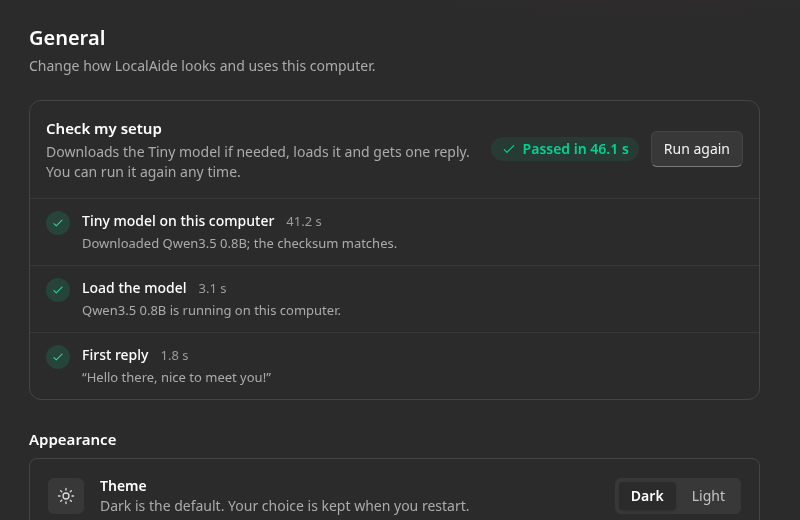 General
Change how LocalAide looks and uses this computer.
Check my setup
Downloads the Tiny model if needed, loads it and gets one reply.
You can run it again any time.
Passed in 46.1 s
Run again
Tiny model on this computer 41.2 s
Downloaded Qwen3.5 0.8B; the checksum matches.
Load the model 3.1 s
Qwen3.5 0.8B is running on this computer.
First reply 1.8 s
“Hello there, nice to meet you!”
Appearance
Theme
Dark is the default. Your choice is kept when you restart.
Dark Light